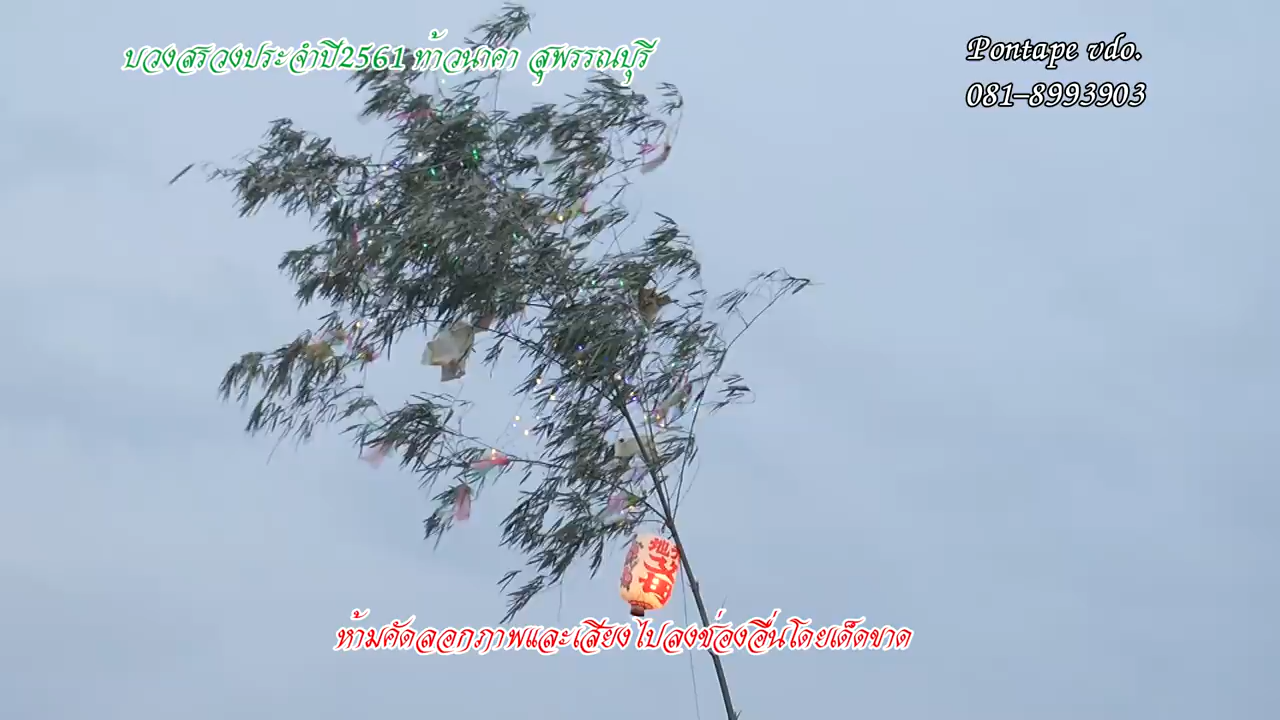 บวงสรวงประจำปี2561 ท้าวนาคา สุพรรณบุรี
Pontape vdo.
081-8993903
ห้ามคัดลอกภาพและเสียงไปลงช่องอื่นโดยเด็ดขาด